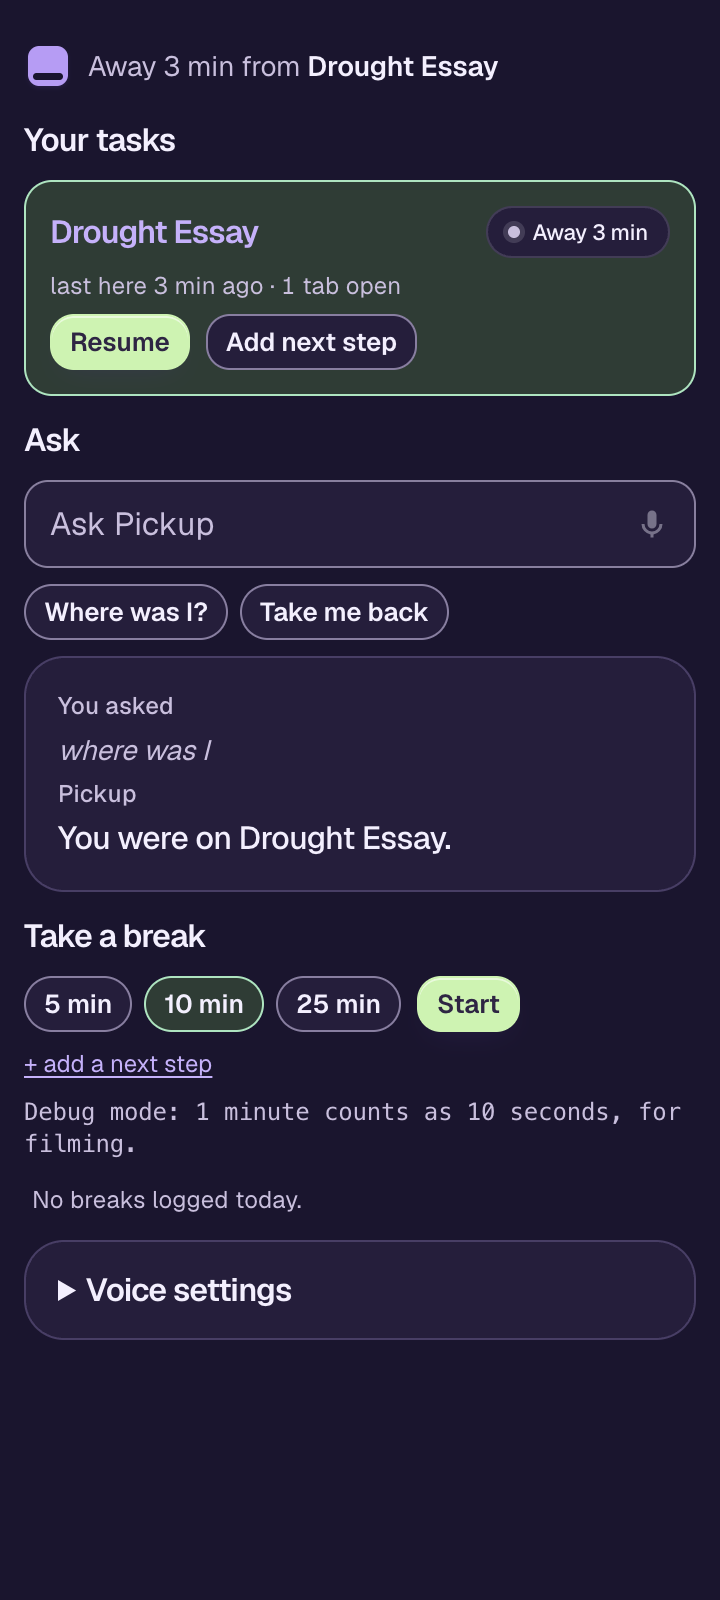 Away 3 min from Drought Essay
Your tasks
Drought Essay
Away 3 min
last here 3 min ago · 1 tab open
Resume
Add next step
Ask
Ask Pickup
Where was I?
Take me back
You asked
where was I
Pickup
You were on Drought Essay.
Take a break
5 min
10 min
25 min
Start
+ add a next step
Debug mode: 1 minute counts as 10 seconds, for
filming.
No breaks logged today.
Voice settings